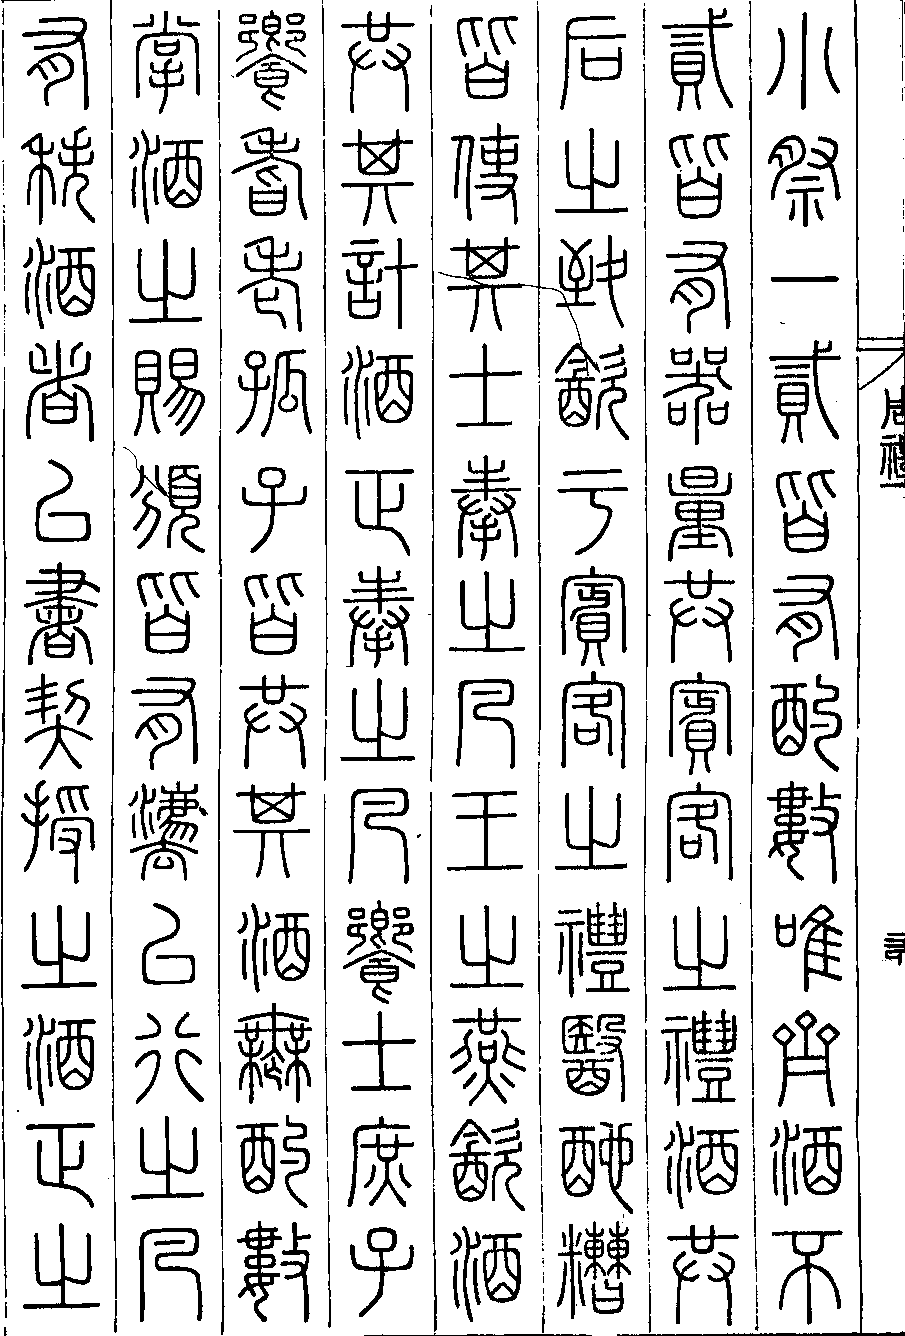 小祭一貳皆有酌數唯齊酒不
貳皆有器量共賓客之禮酒共
后之致飲于賓客之禮醫酏糟
皆使其士奉之凡王之燕飲酒
共其計酒正奉之凡饗士庶子
饗耆老孤子皆共其酒無酌數
掌酒之賜頒皆有灋以行之凡
有秩酒者以書契授之酒正之
周禮